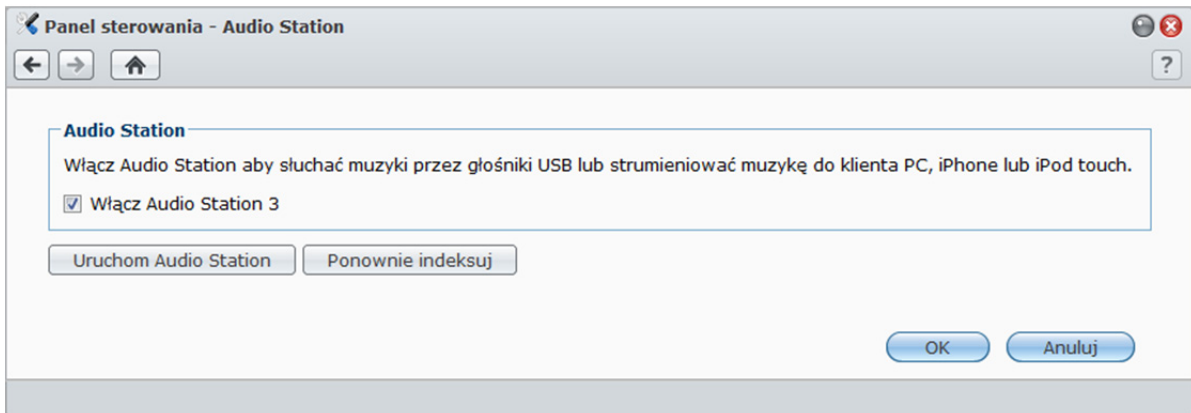 Panel sterowania - Audio Station
?
Audio Station
Włącz Audio Station aby słuchać muzyki przez głośniki USB lub strumieniować muzykę do klienta PC, iPhone lub iPod touch.
Włącz Audio Station 3
Uruchom Audio Station Ponownie indeksuj
OK Anuluj